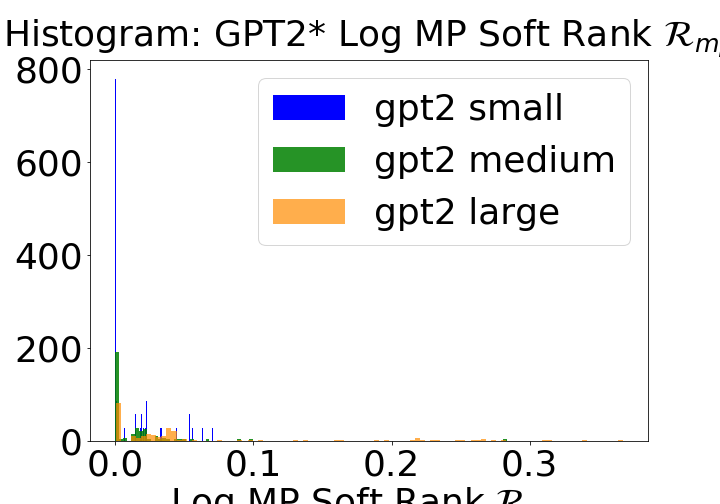 Histogram: GPT2* Log MP Soft Rank ℛ_m
800
gpt2 small
gpt2 medium
gpt2 large
600
400
200
0
0.0 0.1 0.2 0.3
Log MP Soft Rank ℛ